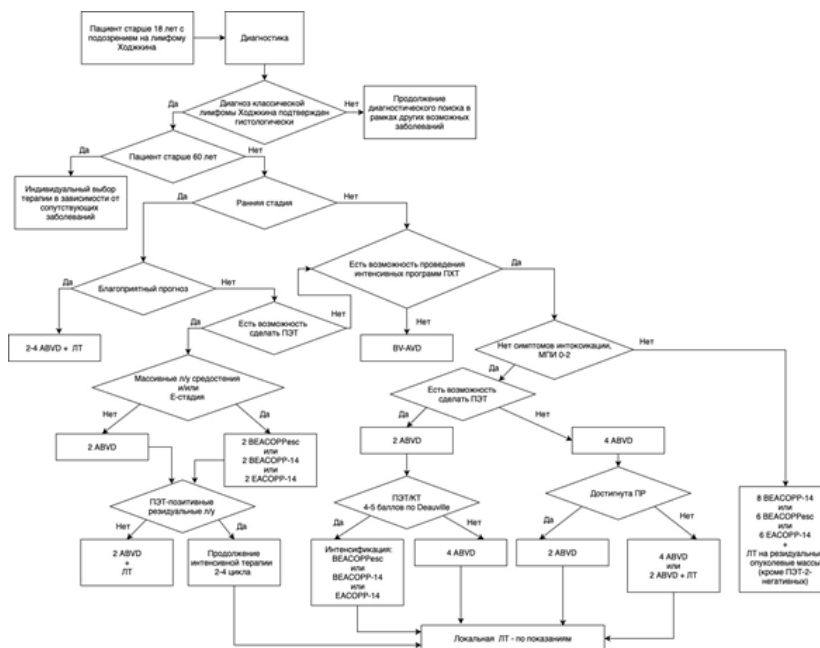 Пациент старше 18 лет с
подозрением на лимфому
Ходжкина
Диагностика
Диагноз классической
лимфомы Ходжкина подтвержден
гистологически
Да
Нет
Продолжение
диагностического поиска в
рамках других возможных
заболеваний
Пациент старше 60 лет
Да
Нет
Индивидуальный выбор
терапии в зависимости от
сопутствующих
заболеваний
Ранняя стадия
Да
Нет
Благоприятный прогноз
Да
Нет
Есть возможность проведения
интенсивных программ ПХТ
Да
Нет
2-4 ABVD + ЛТ
Есть возможность
сделать ПЭТ
Да
Нет
BV-AVD
Нет симптомов интоксикации,
МПИ 0-2
Да
Нет
Массивные л/у средостения
и/или
Е-стадия
Нет
Да
Есть возможность
сделать ПЭТ
Да
Нет
2 ABVD
2 BEACOPPesc
или
2 BEACOPP-14
или
2 EACOPP-14
2 ABVD
4 ABVD
ПЭТ-позитивные
резидуальные л/у
Нет
Да
ПЭТ/КТ
4-5 баллов по Deauville
Да
Нет
Достигнута ПР
Да
Нет
8 BEACOPP-14
или
6 BEACOPPesc
или
6 EACOPP-14
+
ЛТ на резидуальные
опухолевые массы
(кроме ПЭТ-2-
негативных)
2 ABVD
+
ЛТ
Продолжение
интенсивной терапии
2-4 цикла
Интенсификация:
BEACOPPesc
или
BEACOPP-14
или
EACOPP-14
4 ABVD
2 ABVD
4 ABVD
или
2 ABVD + ЛТ
Локальная ЛТ - по показаниям